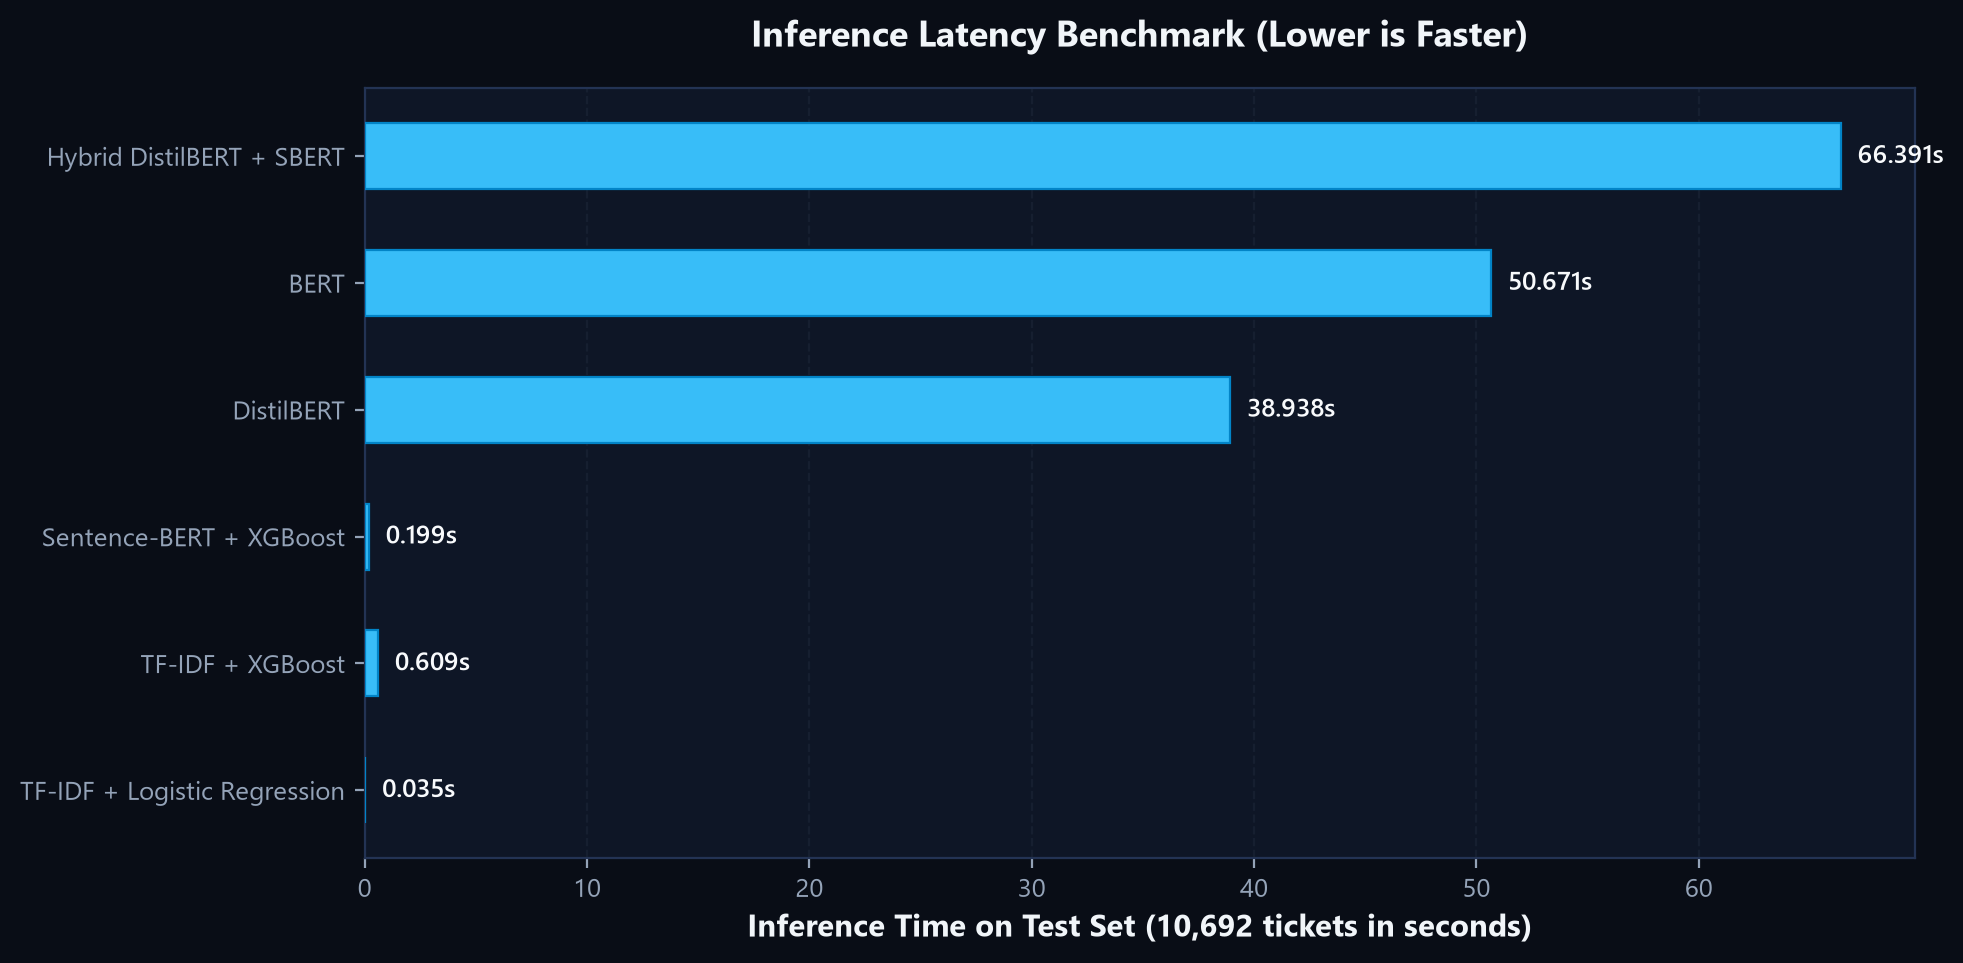 Inference Latency Benchmark (Lower is Faster)
Hybrid DistilBERT + SBERT
66.391s
BERT
50.671s
DistilBERT
38.938s
Sentence-BERT + XGBoost
0.199s
TF-IDF + XGBoost
0.609s
TF-IDF + Logistic Regression
0.035s
0 10 20 30 40 50 60
Inference Time on Test Set (10,692 tickets in seconds)